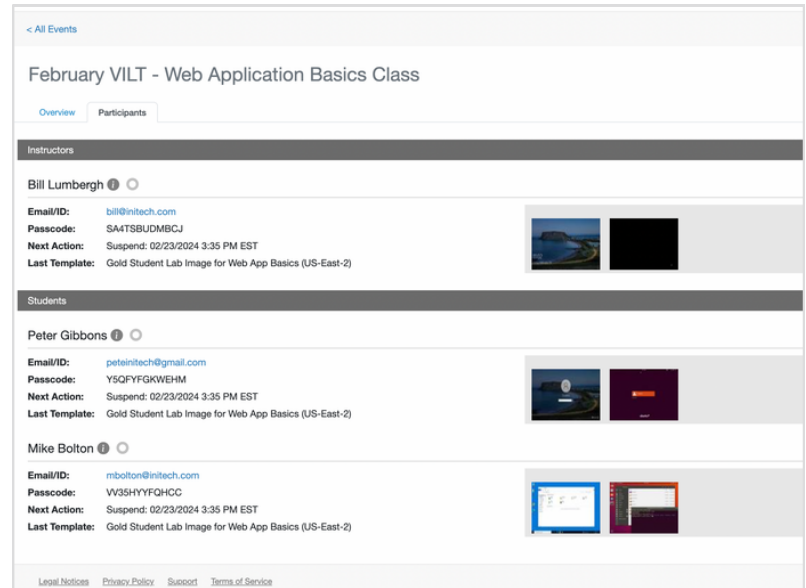 < All Events
February VILT - Web Application Basics Class
Overview Participants
Instructors
Bill Lumbergh
Email/ID: bill@initech.com
Passcode: SA4TSBUDMBCJ
Next Action: Suspend: 02/23/2024 3:35 PM EST
Last Template: Gold Student Lab Image for Web App Basics (US-East-2)
Students
Peter Gibbons
Email/ID: peteinitech@gmail.com
Passcode: Y5QFYFGKWEHM
Next Action: Suspend: 02/23/2024 3:35 PM EST
Last Template: Gold Student Lab Image for Web App Basics (US-East-2)
Mike Bolton
Email/ID: mbolton@initech.com
Passcode: VV35HYYFQHCC
Next Action: Suspend: 02/23/2024 3:35 PM EST
Last Template: Gold Student Lab Image for Web App Basics (US-East-2)
Legal Notices Privacy Policy Support Terms of Service